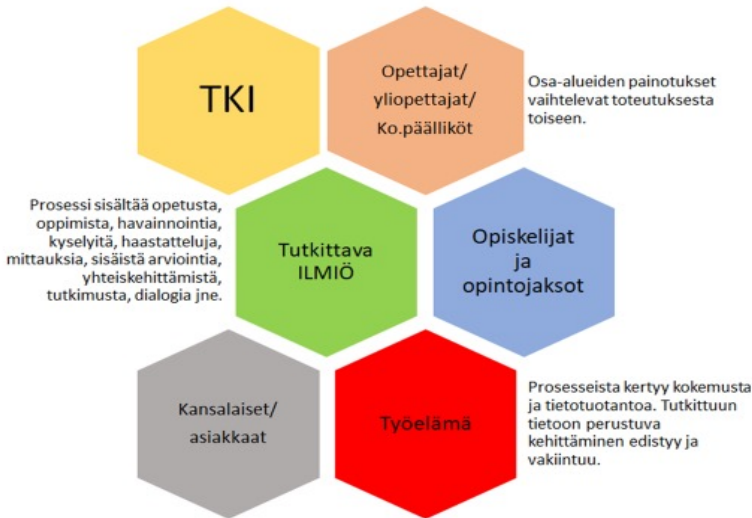 TKI
Opettajat/
yliopettajat/
Ko.päälliköt
Osa-alueiden painotukset
vaihtelevat toteutuksesta
toiseen.
Prosessi sisältää opetusta,
oppimista, havainnointia,
kyselyitä, haastatteluja,
mittauksia, sisäistä arviointia,
yhteiskehittämistä,
tutkimusta, dialogia jne.
Tutkittava
ILMIÖ
Opiskelijat
ja
opintojaksot
Kansalaiset/
asiakkaat
Työelämä
Prosesseista kertyy kokemusta
ja tietotuotantoa. Tutkittuun
tietoon perustuva
kehittäminen edistyy ja
vakiintuu.